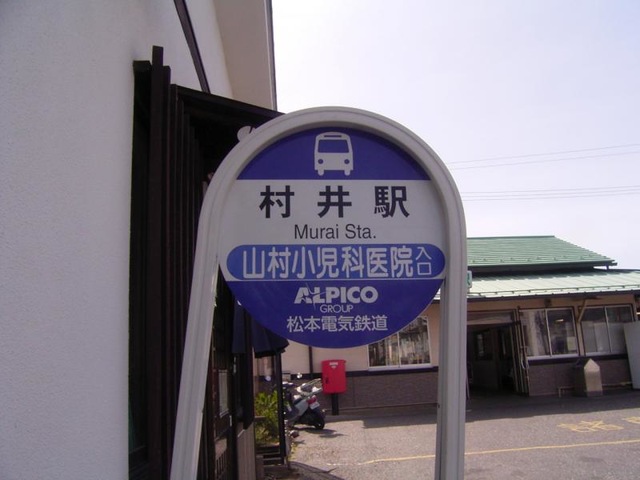 村井駅
Murai Sta.
山村小児科医院入口
ALPICO
GROUP
松本電気鉄道